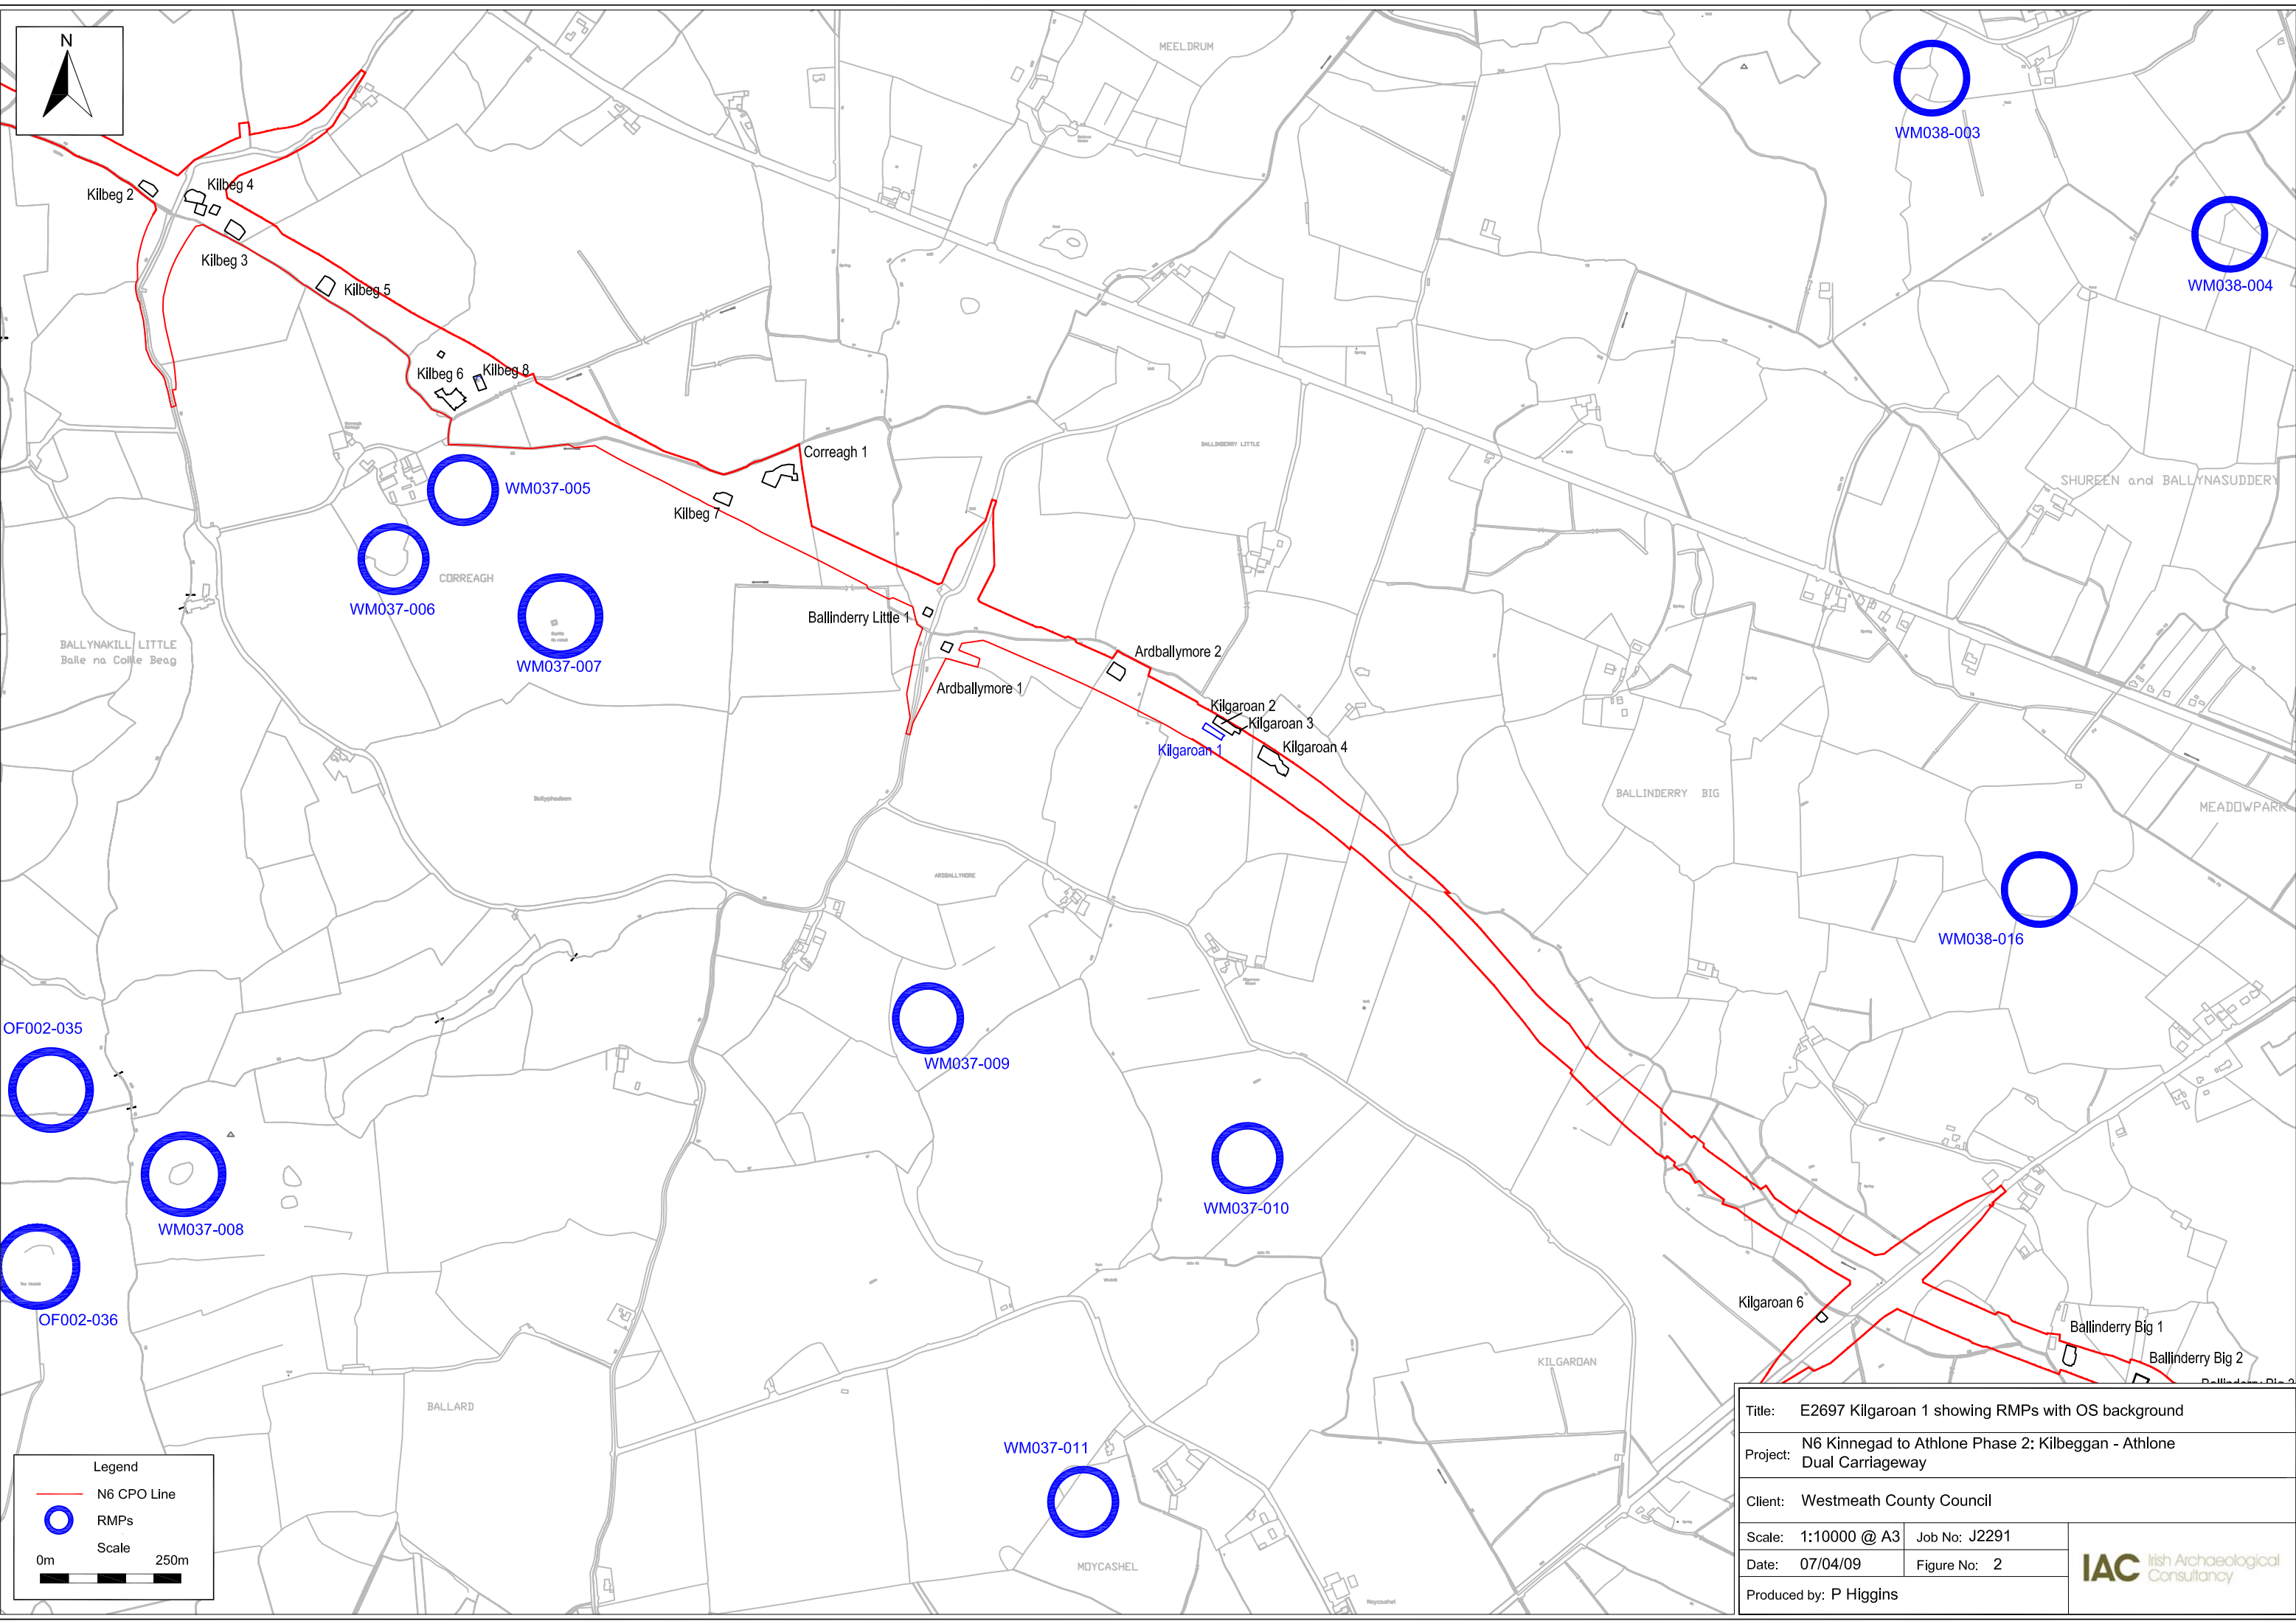 N
MEELDRUM
WM038-003
Kilbeg 4
Kilbeg 2
Kilbeg 3
WM038-004
Kilbeg 5
Kilbeg 8
Kilbeg 6
BALLINBERRY LITTLE
Correagh 1
SHUREEN and BALLYNASUDDERY
WM037-005
Kilbeg 7
CORREAGH
WM037-006
Ballinderry Little 1
BALLYNAKILL LITTLE
Baile na Coille Beag
WM037-007
Ardballymore 2
Ardballymore 1
Kilgaroan 2
Kilgaroan 3
Kilgaroan 1
Kilgaroan 4
BALLINDERRY BIG
MEADOWPARK
ARDBALLYMORE
WM038-016
OF002-035
WM037-009
WM037-010
WM037-008
OF002-036
Kilgaroan 6
Ballinderry Big 1
Ballinderry Big 2
KILGAROAN
BALLARD
WM037-011
MOYCASHEL
Moycashel
Legend
N6 CPO Line
RMPs
Scale
0m 250m
Title: E2697 Kilgaroan 1 showing RMPs with OS background
Project: N6 Kinnegad to Athlone Phase 2: Kilbeggan - Athlone
Dual Carriageway
Client: Westmeath County Council
Scale: 1:10000 @ A3 Job No: J2291
Date: 07/04/09 Figure No: 2
Produced by: P Higgins
IAC Irish Archaeological
Consultancy